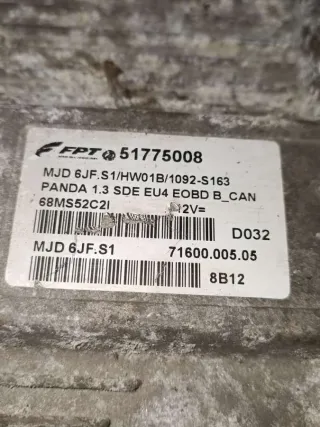 FPT 51775008
MJD 6JF.S1/HW01B/1092-S163
PANDA 1.3 SDE EU4 EOBD B_CAN
68MS52C2I 12V=
D032
MJD 6JF.S1 71600.005.05
8B12